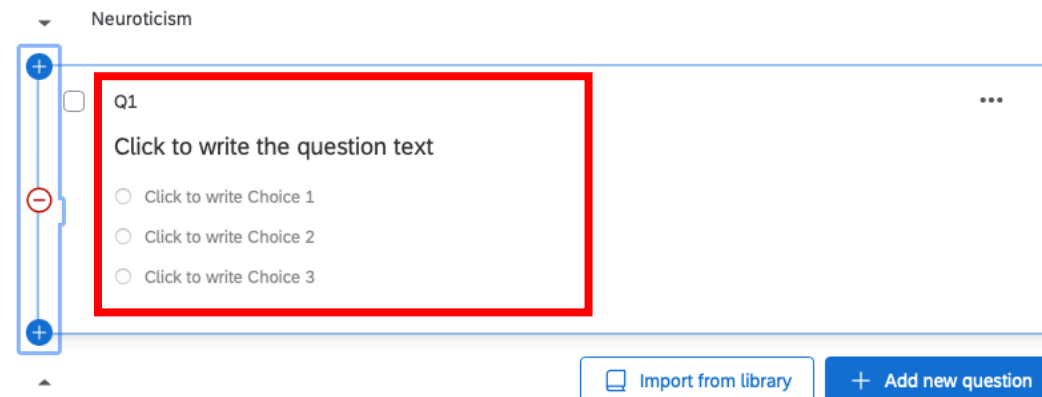 Neuroticism
Q1
Click to write the question text
Click to write Choice 1
Click to write Choice 2
Click to write Choice 3
Import from library
Add new question